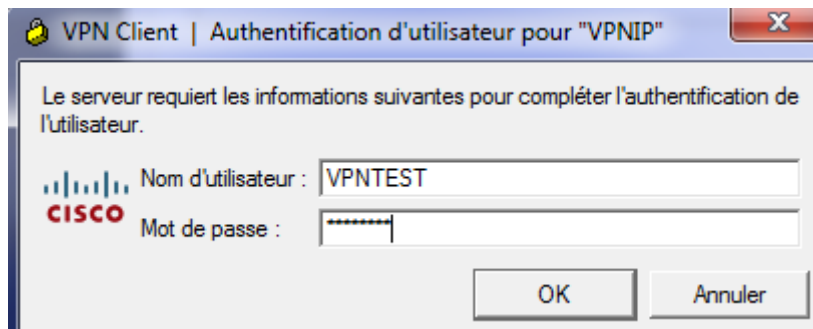 VPN Client | Authentification d'utilisateur pour "VPNIP"
Le serveur requiert les informations suivantes pour compléter l'authentification de
l'utilisateur.
Nom d'utilisateur : VPNTEST
CISCO
Mot de passe : ********
OK Annuler